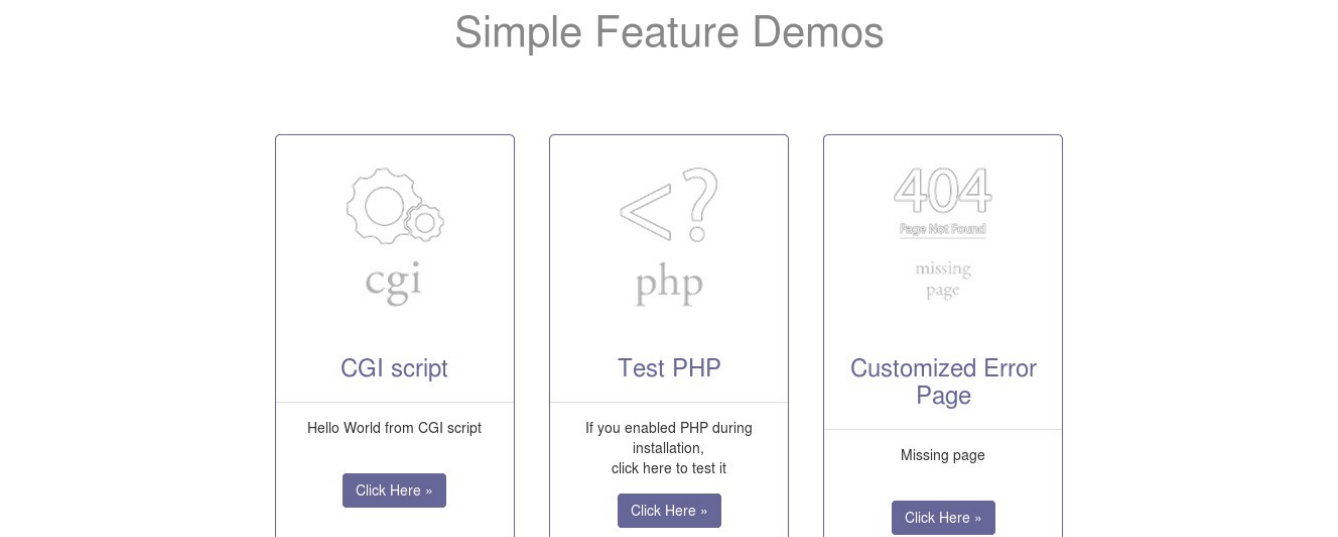 Simple Feature Demos
cgi
CGI script
Hello World from CGI script
Click Here »
<?
php
Test PHP
If you enabled PHP during
installation,
click here to test it
Click Here »
404
Page Not Found
missing
page
Customized Error
Page
Missing page
Click Here »